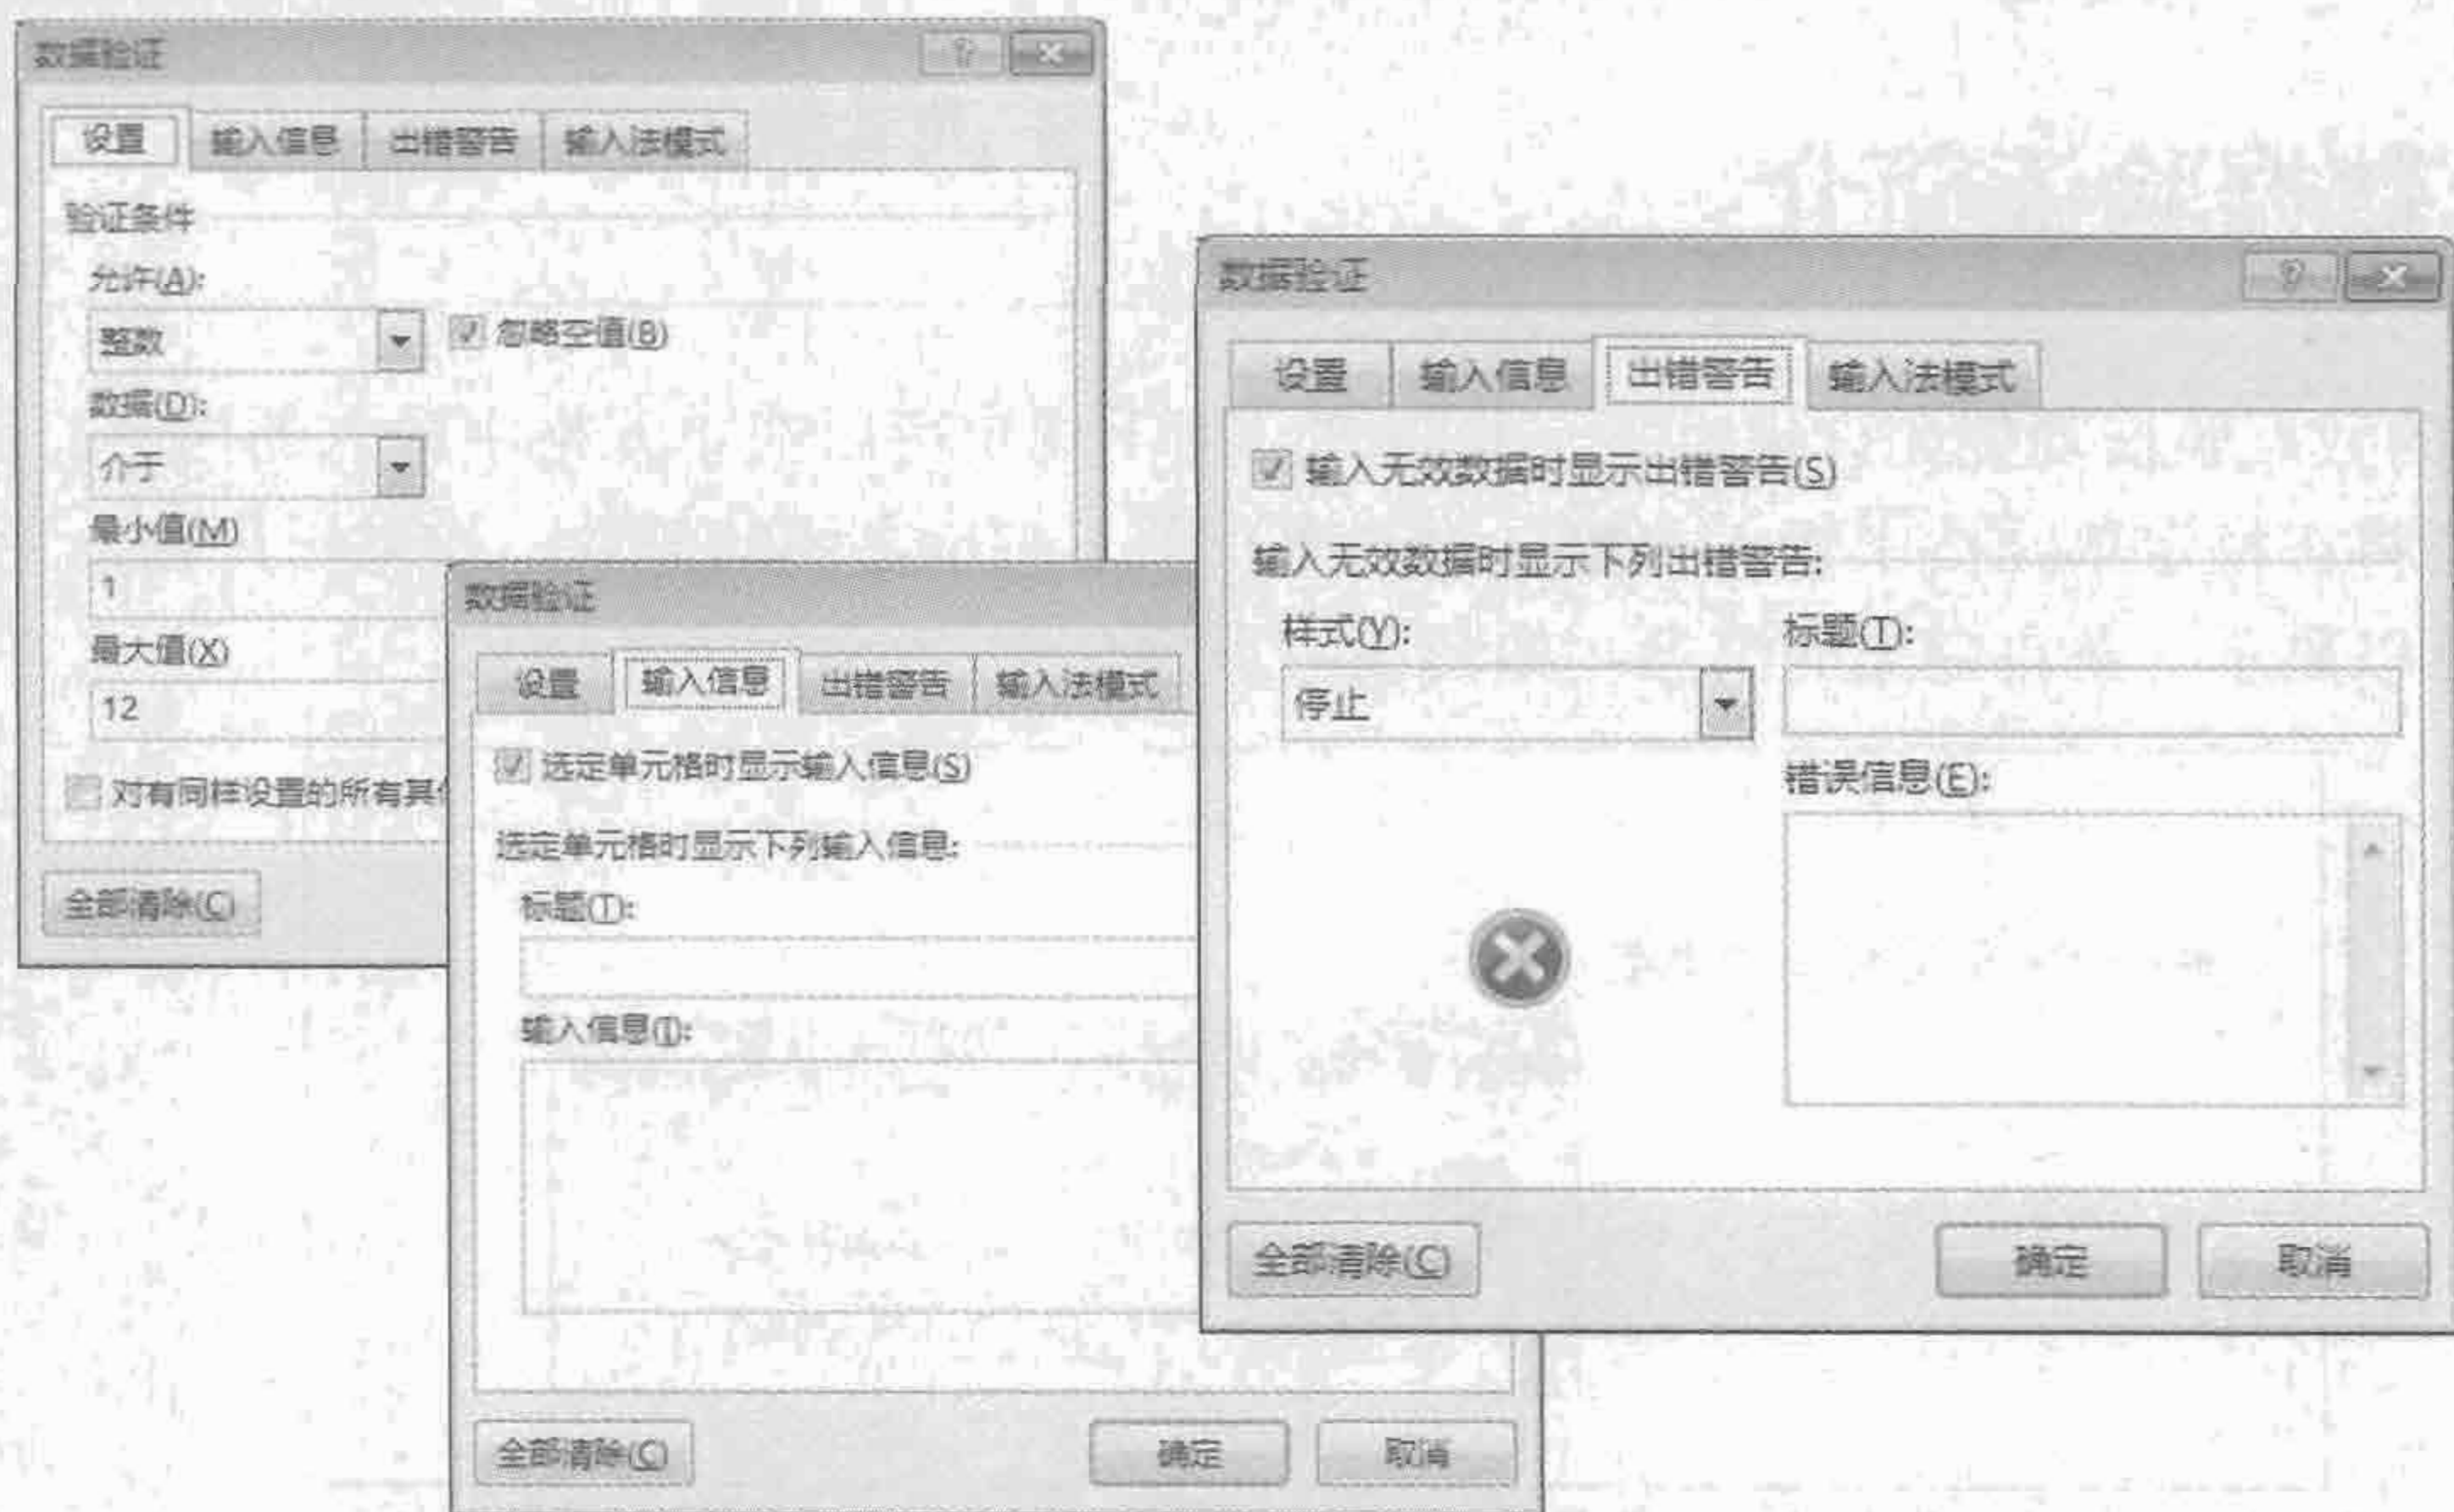 数据验证
设置 输入信息 出错警告 输入法模式
验证条件
允许(A):
整数 忽略空值(B)
数据(D):
介于
最小值(M)
1
最大值(X)
12
对有同样设置的所有其
全部清除(C)
数据验证
设置 输入信息 出错警告 输入法模式
选定单元格时显示输入信息(S)
选定单元格时显示下列输入信息:
标题(T):
输入信息(I):
全部清除(C) 确定 取消
数据验证
设置 输入信息 出错警告 输入法模式
输入无效数据时显示出错警告(S)
输入无效数据时显示下列出错警告:
样式(Y): 标题(T):
停止
错误信息(E):
全部清除(C) 确定 取消